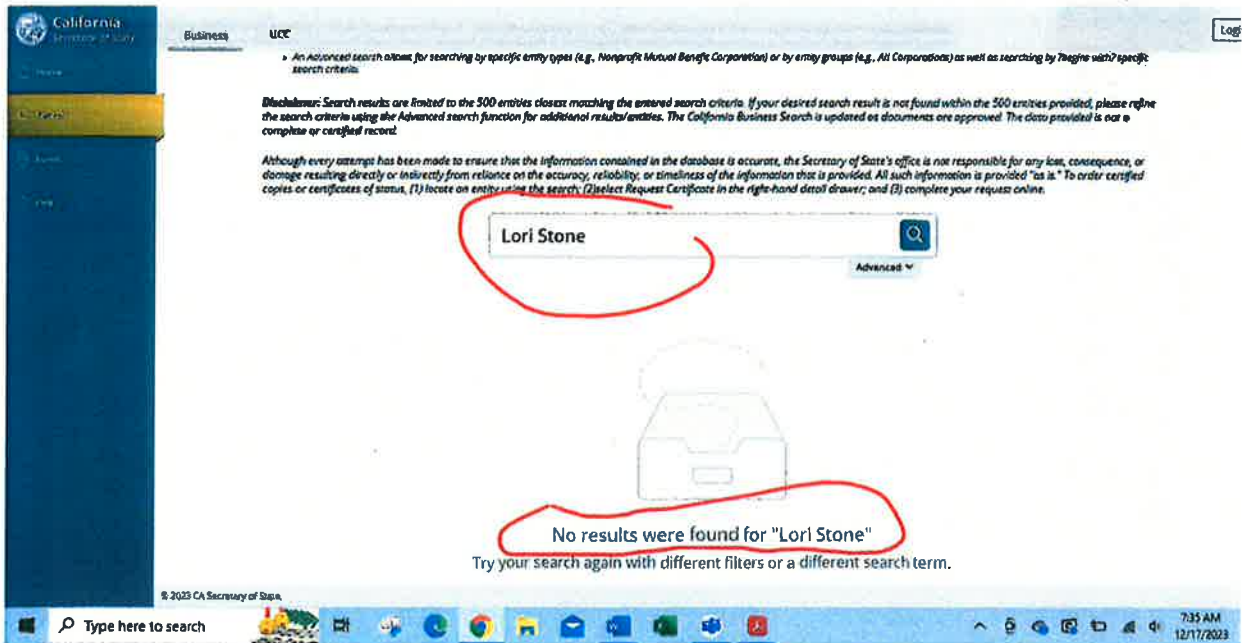 California
Secretary of State
Business UCC
Login
» An Advanced search allows for searching by specific entity types (e.g., Nonprofit Mutual Benefit Corporation) or by entity groups (e.g., All Corporations) as well as searching by ?begins with? specific
search criteria.
Disclaimer: Search results are limited to the 500 entities closest matching the entered search criteria. If your desired search result is not found within the 500 entities provided, please refine
the search criteria using the Advanced search function for additional results/entities. The California Business Search is updated as documents are approved. The data provided is not a
complete or certified record.
Although every attempt has been made to ensure that the information contained in the database is accurate, the Secretary of State's office is not responsible for any loss, consequence, or
damage resulting directly or indirectly from reliance on the accuracy, reliability, or timeliness of the information that is provided. All such information is provided "as is." To order certified
copies or certificates of status, (1) locate an entity using the search; (2)select Request Certificate in the right-hand detail drawer; and (3) complete your request online.
Lori Stone
Advanced
No results were found for "Lori Stone"
Try your search again with different filters or a different search term.
© 2023 CA Secretary of State
Type here to search
7:35 AM
12/17/2023